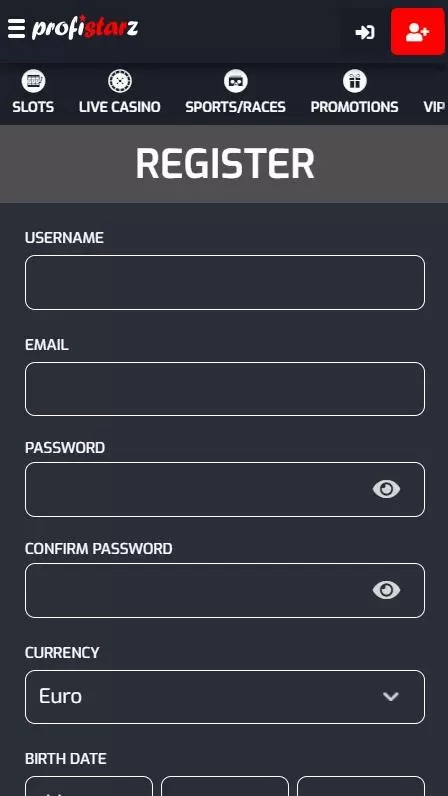 profistarz
SLOTS LIVE CASINO SPORTS/RACES PROMOTIONS VIP
REGISTER
USERNAME
EMAIL
PASSWORD
CONFIRM PASSWORD
CURRENCY
Euro
BIRTH DATE